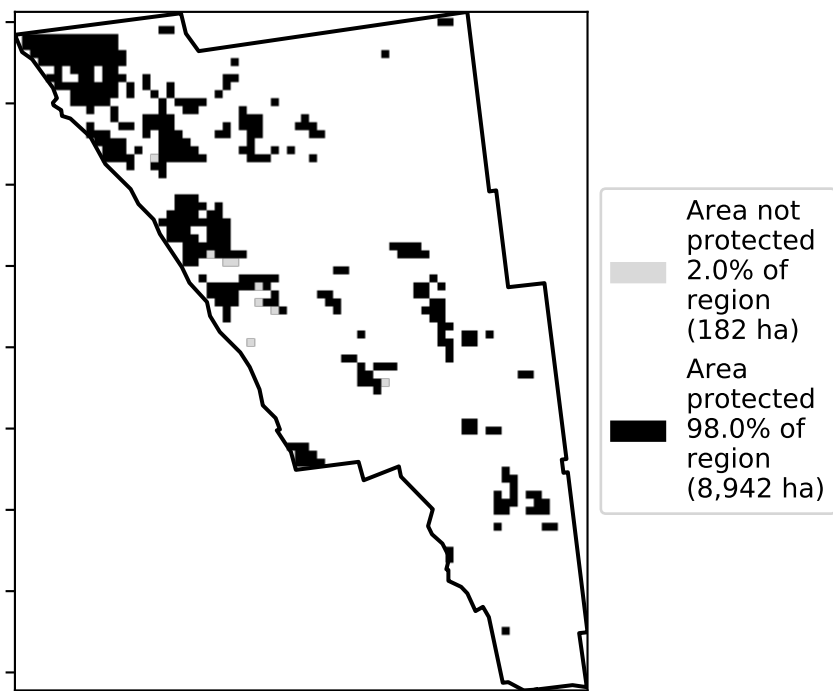 Area not
protected
2.0% of
region
(182 ha)
Area
protected
98.0% of
region
(8,942 ha)